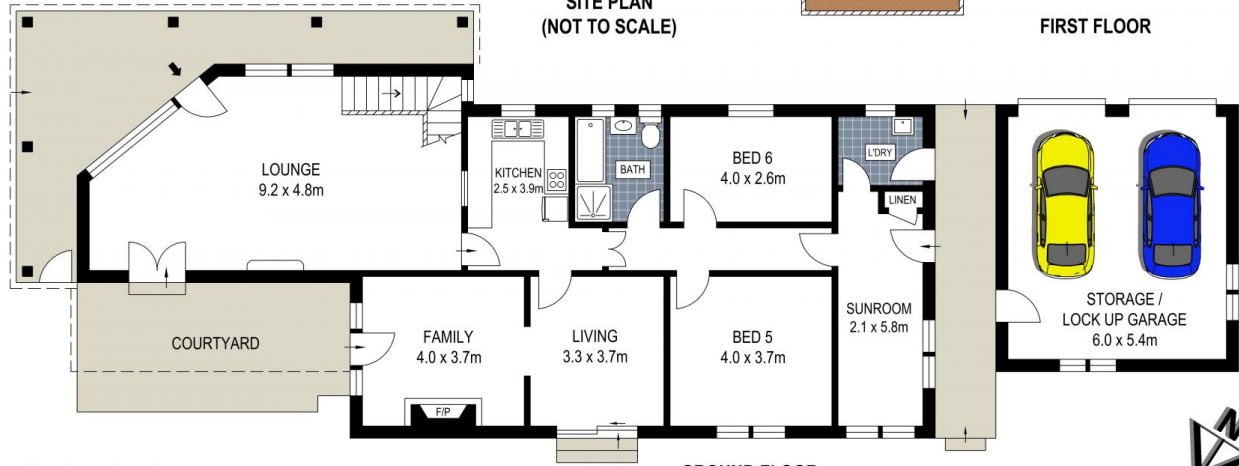 SITE PLAN
(NOT TO SCALE)
FIRST FLOOR
LOUNGE
9.2 x 4.8m
KITCHEN
2.5 x 3.9m
BATH
BED 6
4.0 x 2.6m
L'DRY
LINEN
COURTYARD
FAMILY
4.0 x 3.7m
F/P
LIVING
3.3 x 3.7m
BED 5
4.0 x 3.7m
SUNROOM
2.1 x 5.8m
STORAGE /
LOCK UP GARAGE
6.0 x 5.4m
GROUND FLOOR
N